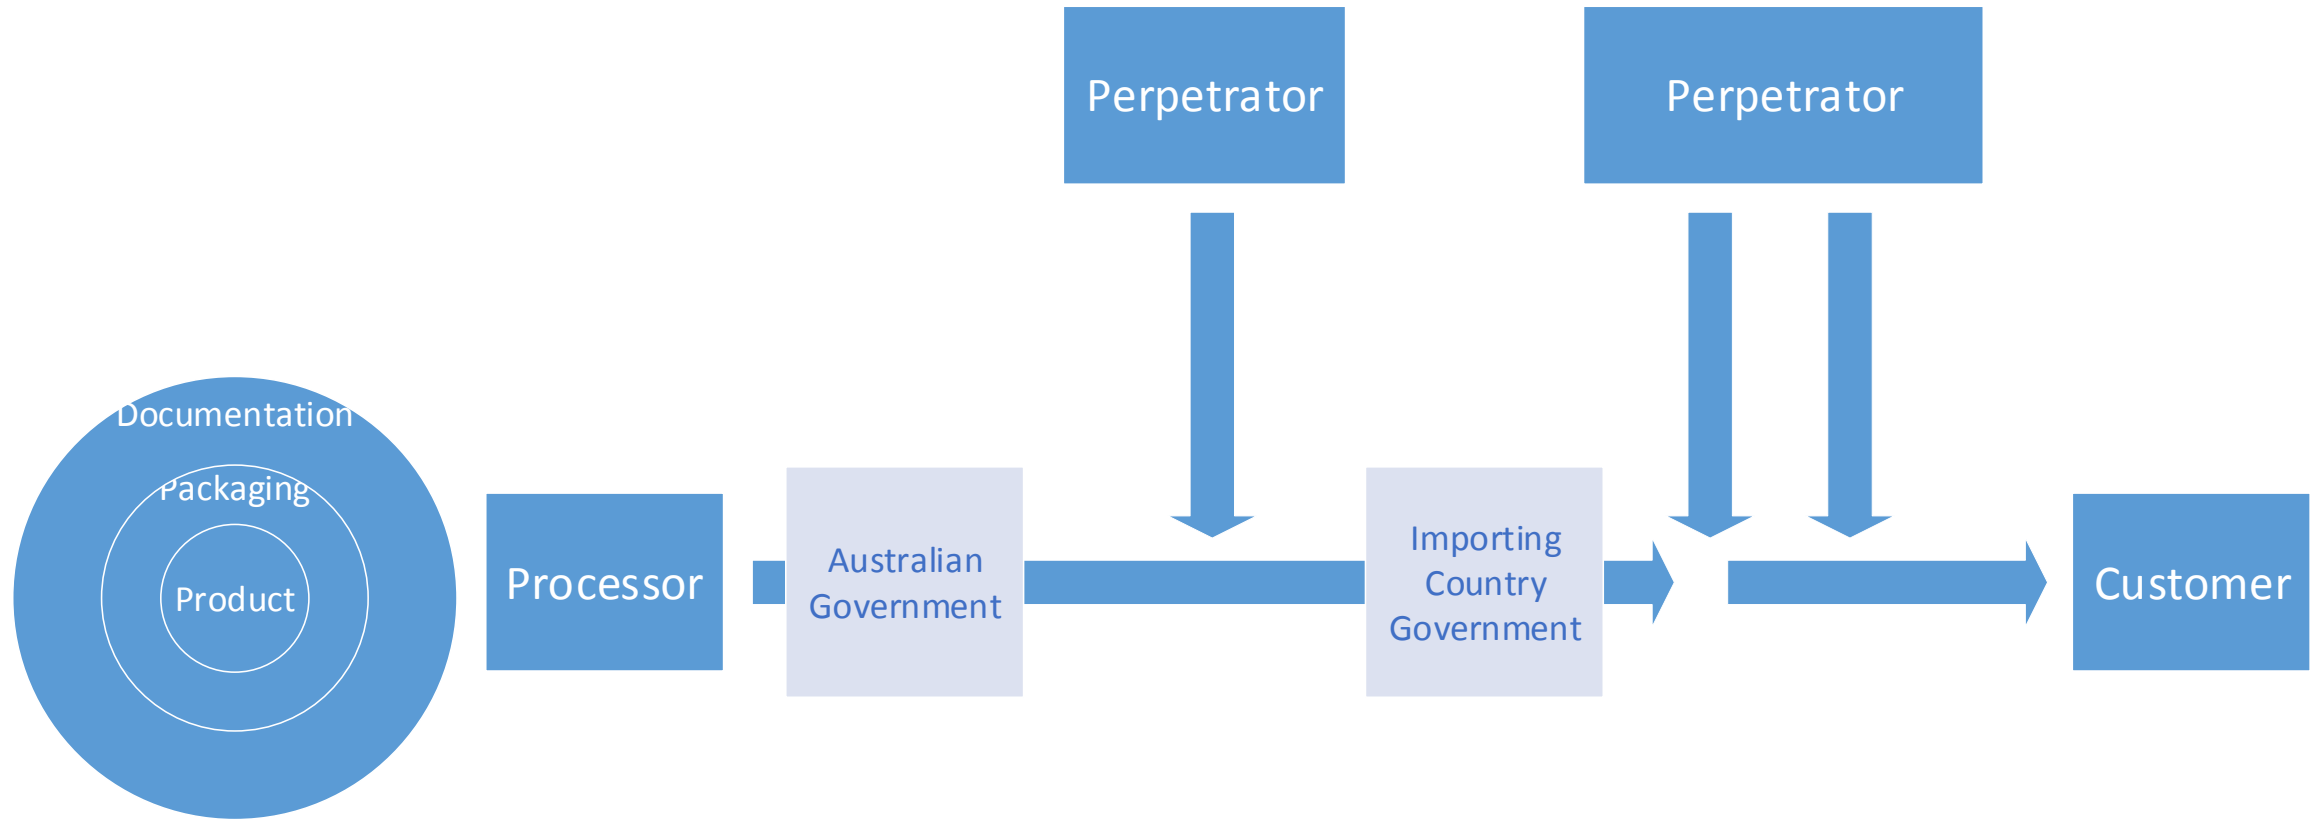 Perpetrator
Perpetrator
Documentation
Packaging
Product
Processor
Australian
Government
Importing
Country
Government
Customer